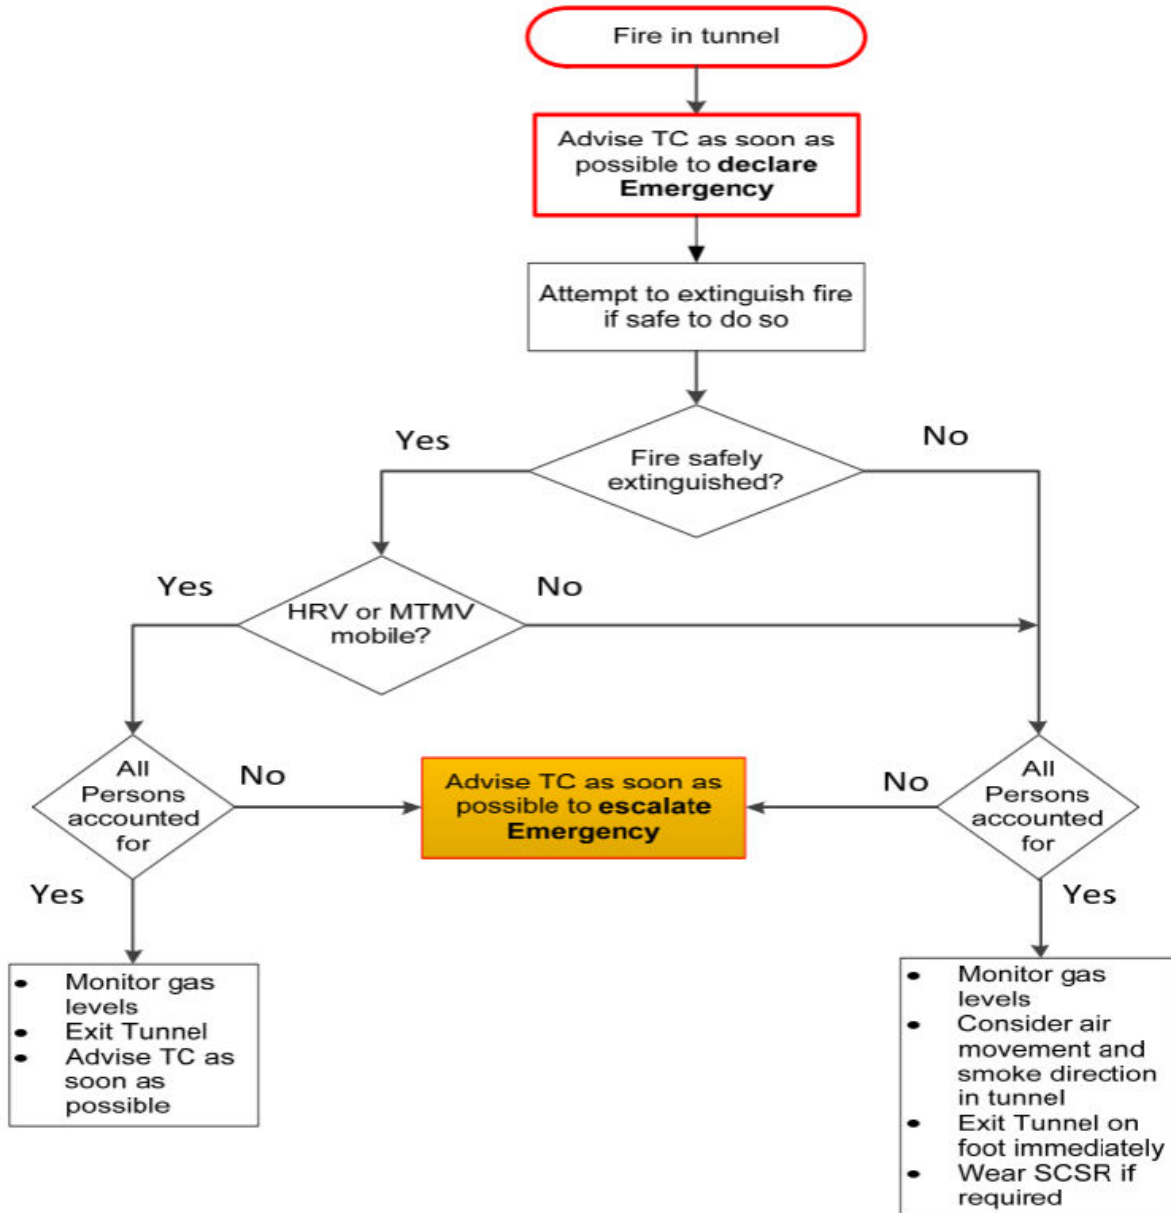 Fire in tunnel
Advise TC as soon as
possible to declare
Emergency
Attempt to extinguish fire
if safe to do so
Yes
No
Fire safely
extinguished?
Yes
No
HRV or MTMV
mobile?
All
Persons
accounted
for
No
Advise TC as soon as
possible to escalate
Emergency
No
All
Persons
accounted
for
Yes
Yes
• Monitor gas
levels
• Exit Tunnel
• Advise TC as
soon as
possible
• Monitor gas
levels
• Consider air
movement and
smoke direction
in tunnel
• Exit Tunnel on
foot immediately
• Wear SCSR if
required